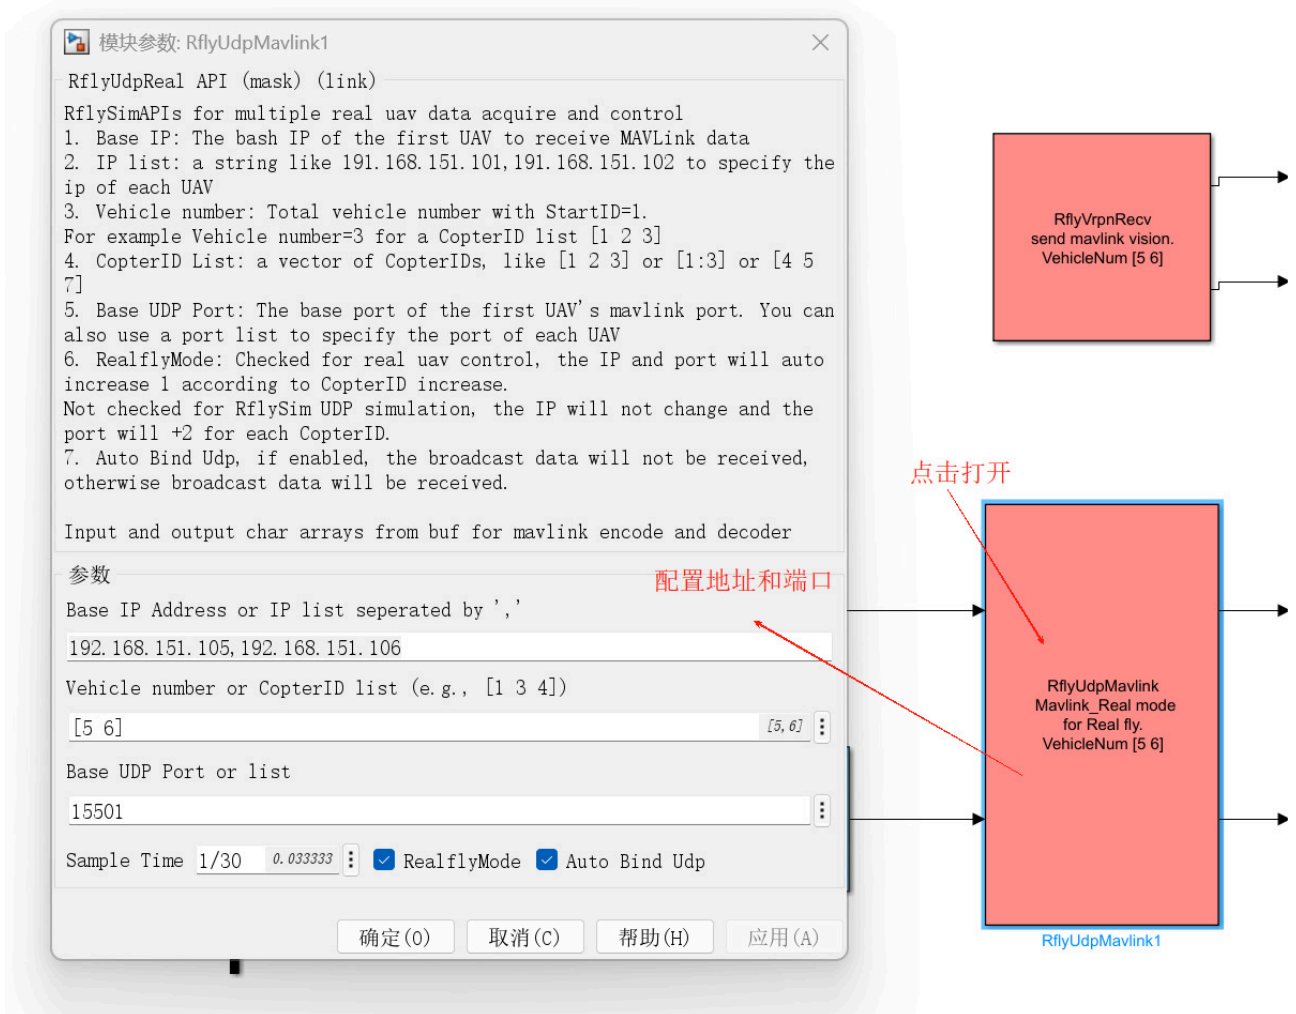 模块参数: RflyUdpMavlink1
RflyUdpReal API (mask) (link)
RflySimAPIs for multiple real uav data acquire and control
1. Base IP: The bash IP of the first UAV to receive MAVLink data
2. IP list: a string like 191.168.151.101,191.168.151.102 to specify the
ip of each UAV
3. Vehicle number: Total vehicle number with StartID=1.
For example Vehicle number=3 for a CopterID list [1 2 3]
4. CopterID List: a vector of CopterIDs, like [1 2 3] or [1:3] or [4 5
7]
5. Base UDP Port: The base port of the first UAV's mavlink port. You can
also use a port list to specify the port of each UAV
6. RealflyMode: Checked for real uav control, the IP and port will auto
increase 1 according to CopterID increase.
Not checked for RflySim UDP simulation, the IP will not change and the
port will +2 for each CopterID.
7. Auto Bind Udp, if enabled, the broadcast data will not be received,
otherwise broadcast data will be received.
Input and output char arrays from buf for mavlink encode and decoder
参数
配置地址和端口
Base IP Address or IP list seperated by ','
192.168.151.105,192.168.151.106
Vehicle number or CopterID list (e.g., [1 3 4])
[5 6] [5,6]
Base UDP Port or list
15501
Sample Time 1/30 0.033333 RealflyMode Auto Bind Udp
确定(O) 取消(C) 帮助(H) 应用(A)
RflyVrpnRecv
send mavlink vision.
VehicleNum [5 6]
点击打开
RflyUdpMavlink
Mavlink_Real mode
for Real fly.
VehicleNum [5 6]
RflyUdpMavlink1